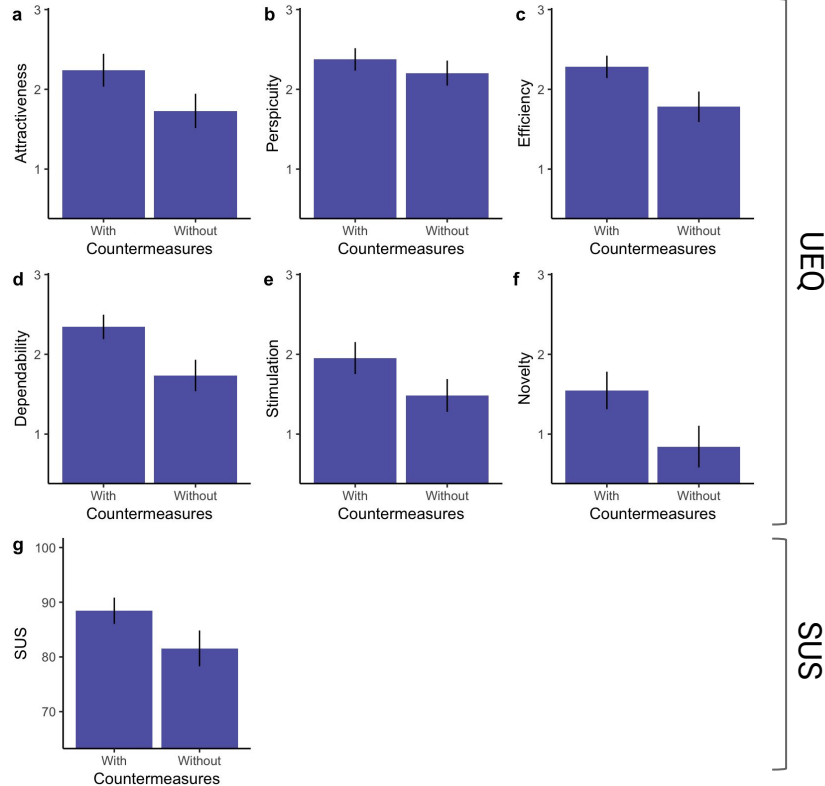 a
3
2
1
Attractiveness
With Without
Countermeasures
b
3
2
1
Perspicuity
With Without
Countermeasures
c
3
2
1
Efficiency
With Without
Countermeasures
d
3
2
1
Dependability
With Without
Countermeasures
e
3
2
1
Stimulation
With Without
Countermeasures
f
3
2
1
Novelty
With Without
Countermeasures
UEQ
g
100
90
80
70
SUS
With Without
Countermeasures
SUS